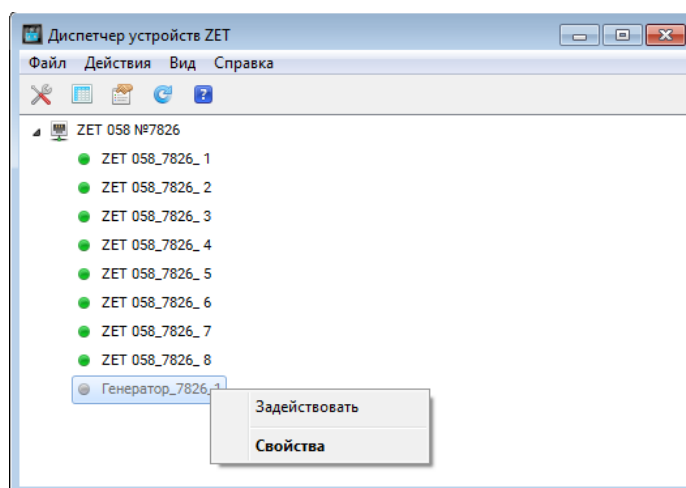 Диспетчер устройств ZET
Файл Действия Вид Справка
ZET 058 №7826
ZET 058_7826_ 1
ZET 058_7826_ 2
ZET 058_7826_ 3
ZET 058_7826_ 4
ZET 058_7826_ 5
ZET 058_7826_ 6
ZET 058_7826_ 7
ZET 058_7826_ 8
Генератор_7826_1
Задействовать
Свойства